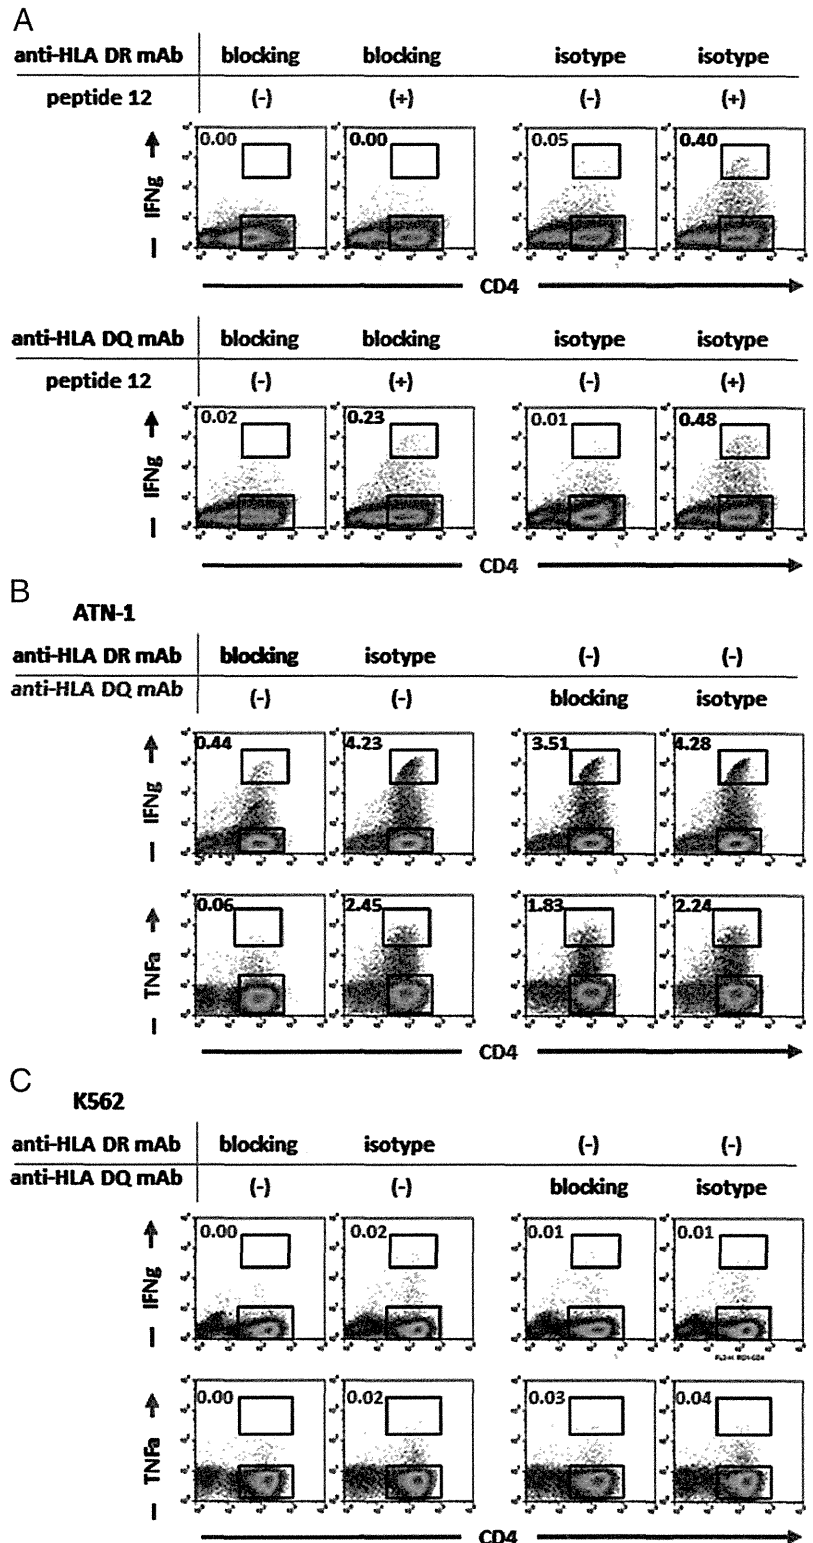 A
anti-HLA DR mAb blocking blocking isotype isotype
peptide 12 (-) (+) (-) (+)
0.00 0.00 0.05 0.40
IFNg
CD4
anti-HLA DQ mAb blocking blocking isotype isotype
peptide 12 (-) (+) (-) (+)
0.02 0.23 0.01 0.48
IFNg
CD4
B
ATN-1
anti-HLA DR mAb blocking isotype (-) (-)
anti-HLA DQ mAb (-) (-) blocking isotype
0.44 4.23 3.51 4.28
IFNg
0.06 2.45 1.83 2.24
TNFa
CD4
C
K562
anti-HLA DR mAb blocking isotype (-) (-)
anti-HLA DQ mAb (-) (-) blocking isotype
0.00 0.02 0.01 0.01
IFNg
0.00 0.02 0.03 0.04
TNFa
CD4